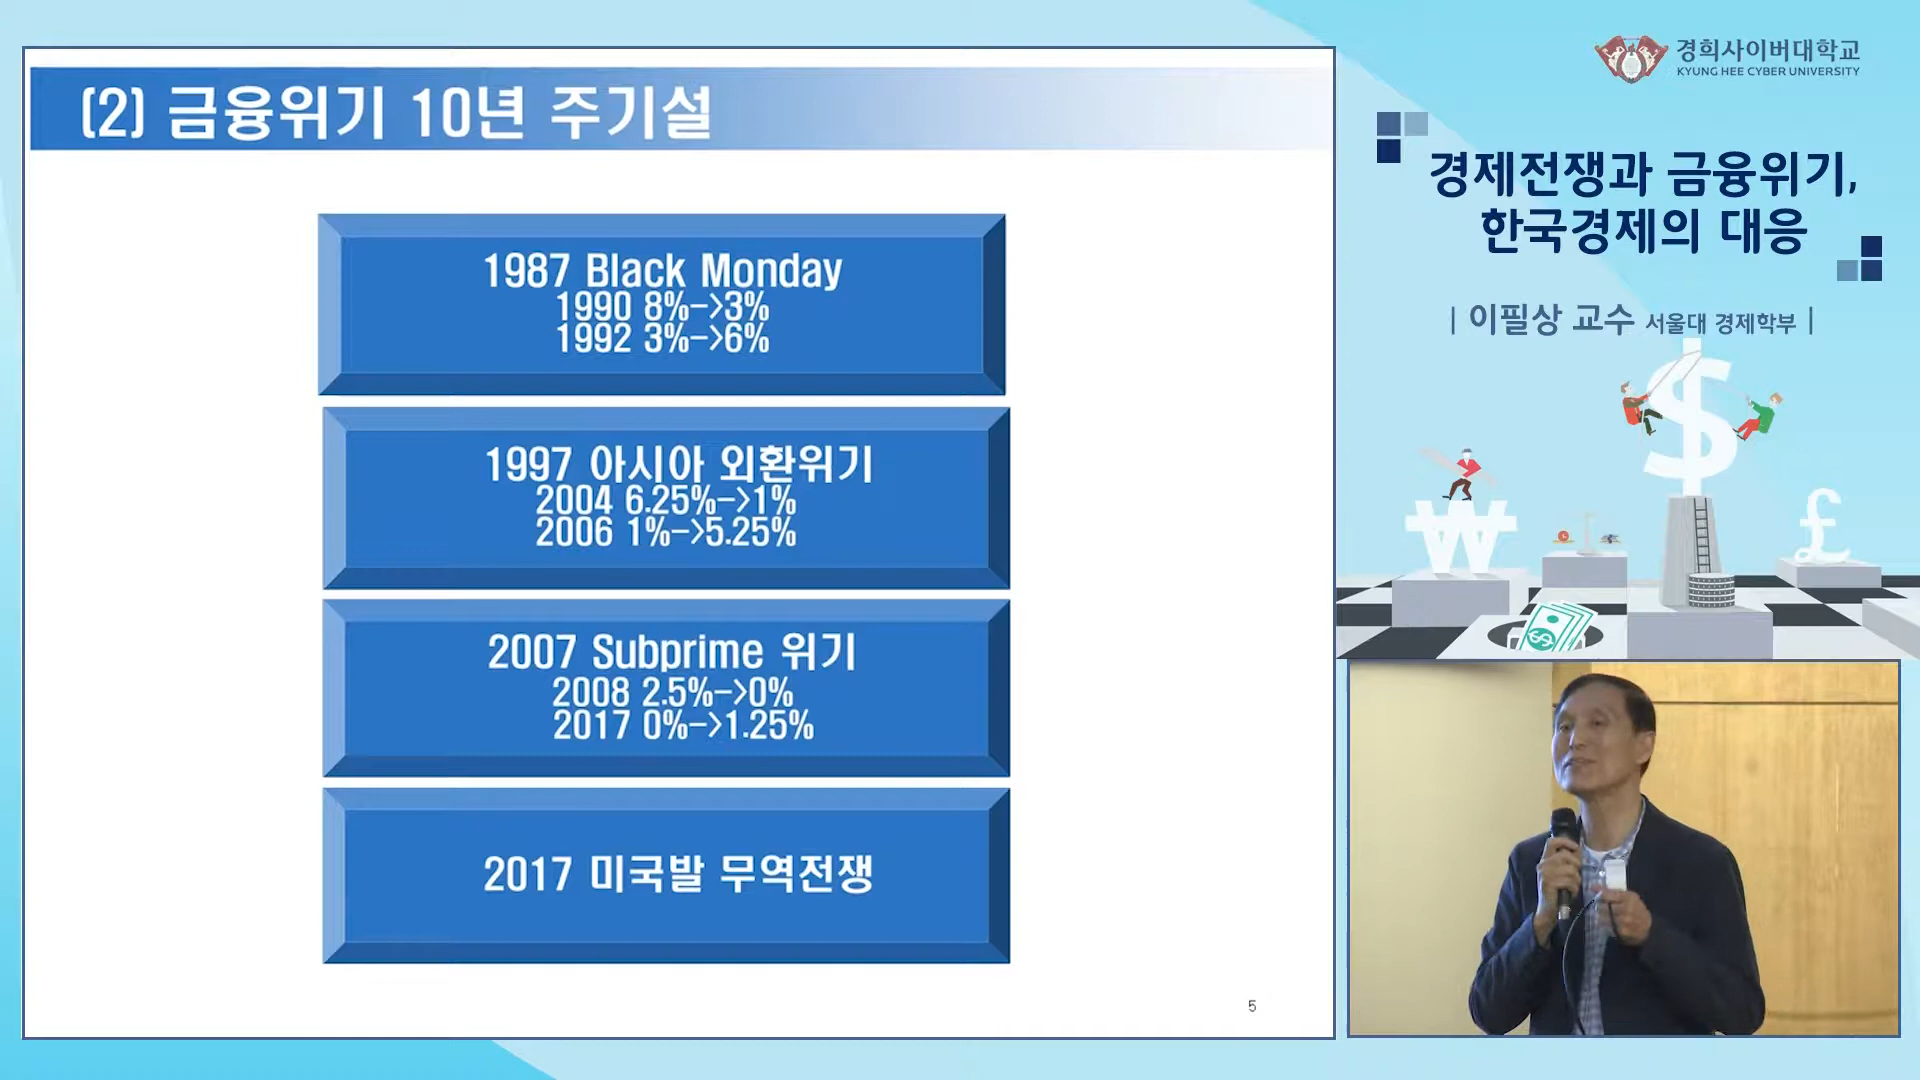 (2) 금융위기 10년 주기설
1987 Black Monday
1990 8%->3%
1992 3%->6%
1997 아시아 외환위기
2004 6.25%->1%
2006 1%->5.25%
2007 Subprime 위기
2008 2.5%->0%
2017 0%->1.25%
2017 미국발 무역전쟁
5
경희사이버대학교
KYUNG HEE CYBER UNIVERSITY
경제전쟁과 금융위기,
한국경제의 대응
| 이필상 교수 서울대 경제학부 |